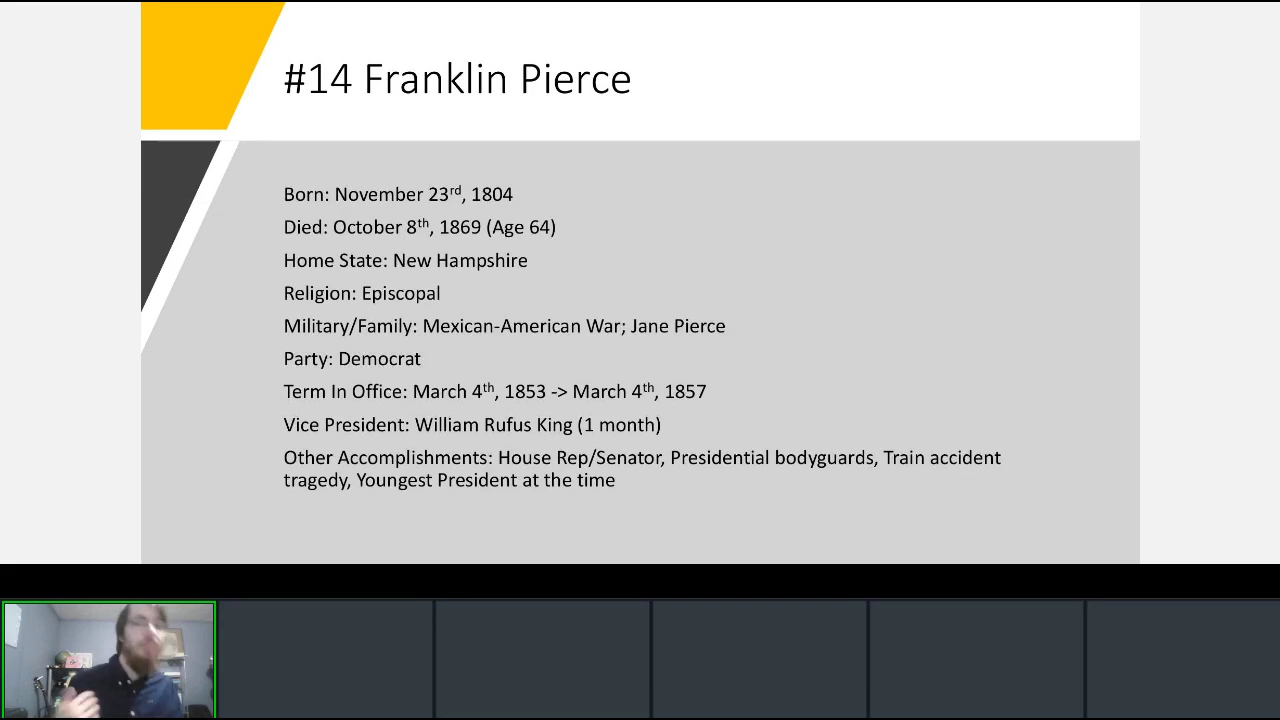 #14 Franklin Pierce
Born: November 23rd, 1804
Died: October 8th, 1869 (Age 64)
Home State: New Hampshire
Religion: Episcopal
Military/Family: Mexican-American War; Jane Pierce
Party: Democrat
Term In Office: March 4th, 1853 -> March 4th, 1857
Vice President: William Rufus King (1 month)
Other Accomplishments: House Rep/Senator, Presidential bodyguards, Train accident
tragedy, Youngest President at the time